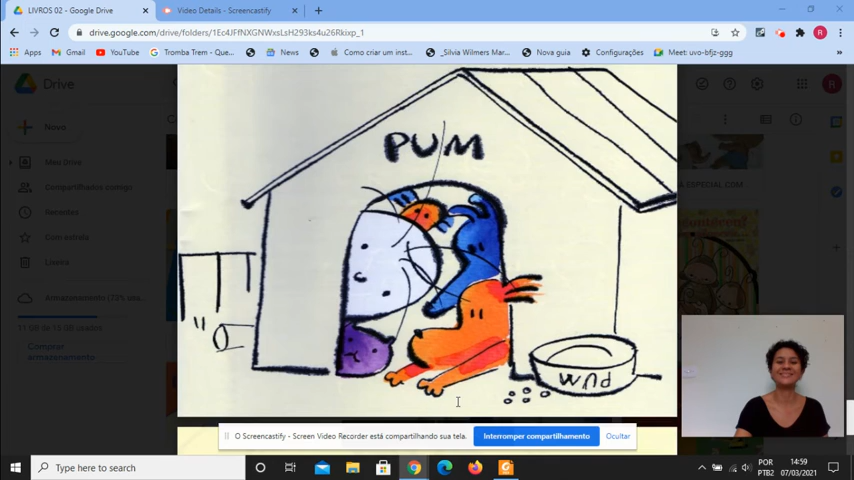 LIVROS 02 - Google Drive
Video Details - Screencastify
drive.google.com/drive/folders/1Ec4JFfNXGNWxsLsH293ks4u26Rkixp_1
Apps Gmail YouTube Tromba Trem - Longet... News Como criar um inst... _Silvia Wilmers Mar... Nova guia Configurações Meet: uvo-bfjz-ggg
Drive
Novo
Meu Drive
Compartilhados comigo
Recentes
Com estrela
Lixeira
Armazenamento
Comprar
armazenamento
PUM
PUM
O Screencastify - Screen Video Recorder está compartilhando sua tela. Interromper compartilhamento Ocultar
Type here to search
POR 14:59
PTB2 07/03/2021